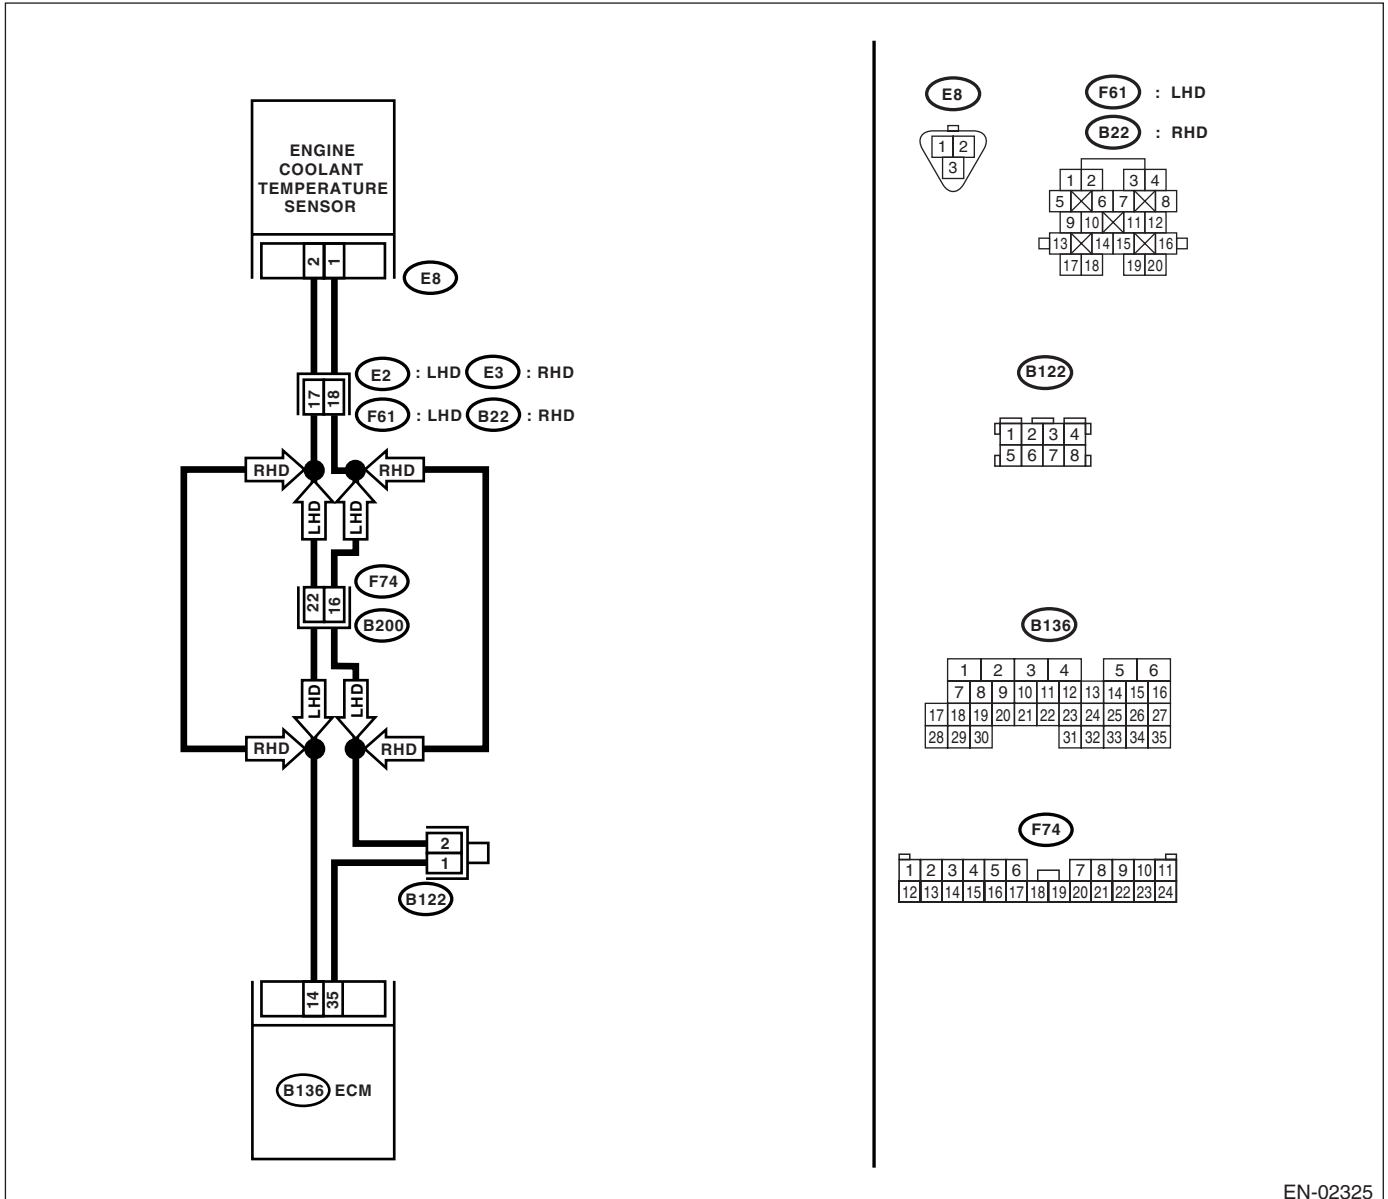 ENGINE
COOLANT
TEMPERATURE
SENSOR
2 1
E8
E2 : LHD E3 : RHD
17 18
F61 : LHD B22 : RHD
RHD RHD
LHD LHD
F74
22 16
B200
LHD LHD
RHD RHD
2
1
B122
14 35
B136 ECM
E8
1 2
3
F61 : LHD
B22 : RHD
1 2 3 4
5 6 7 8
9 10 11 12
13 14 15 16
17 18 19 20
B122
1 2 3 4
5 6 7 8
B136
1 2 3 4 5 6
7 8 9 10 11 12 13 14 15 16
17 18 19 20 21 22 23 24 25 26 27
28 29 30 31 32 33 34 35
F74
1 2 3 4 5 6 7 8 9 10 11
12 13 14 15 16 17 18 19 20 21 22 23 24
EN-02325